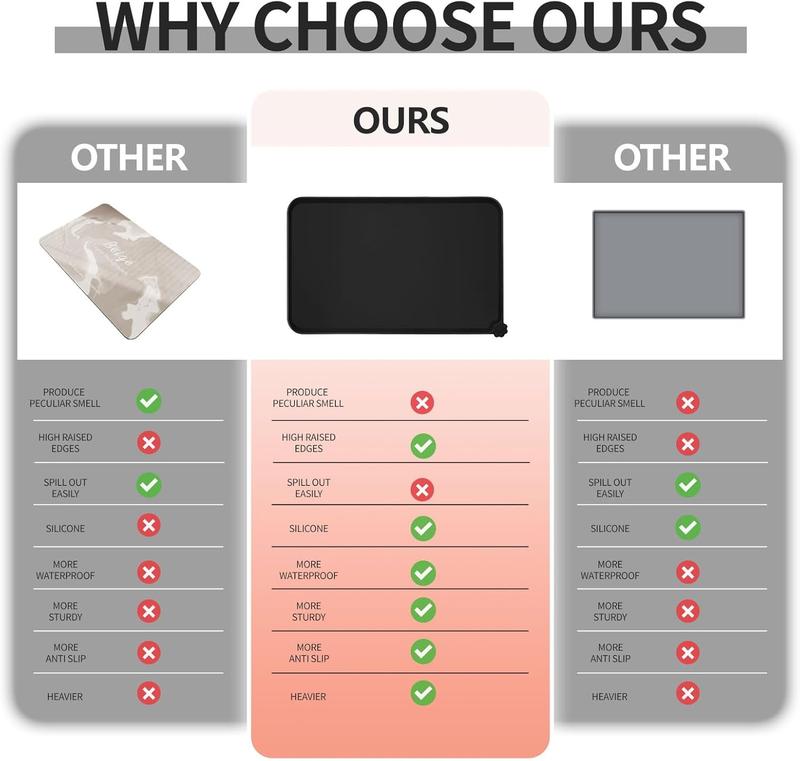 WHY CHOOSE OURS
OTHER
OURS
OTHER
Beige
PRODUCE
PECULIAR SMELL
HIGH RAISED
EDGES
SPILL OUT
EASILY
SILICONE
MORE
WATERPROOF
MORE
STURDY
MORE
ANTI SLIP
HEAVIER
PRODUCE
PECULIAR SMELL
HIGH RAISED
EDGES
SPILL OUT
EASILY
SILICONE
MORE
WATERPROOF
MORE
STURDY
MORE
ANTI SLIP
HEAVIER
PRODUCE
PECULIAR SMELL
HIGH RAISED
EDGES
SPILL OUT
EASILY
SILICONE
MORE
WATERPROOF
MORE
STURDY
MORE
ANTI SLIP
HEAVIER